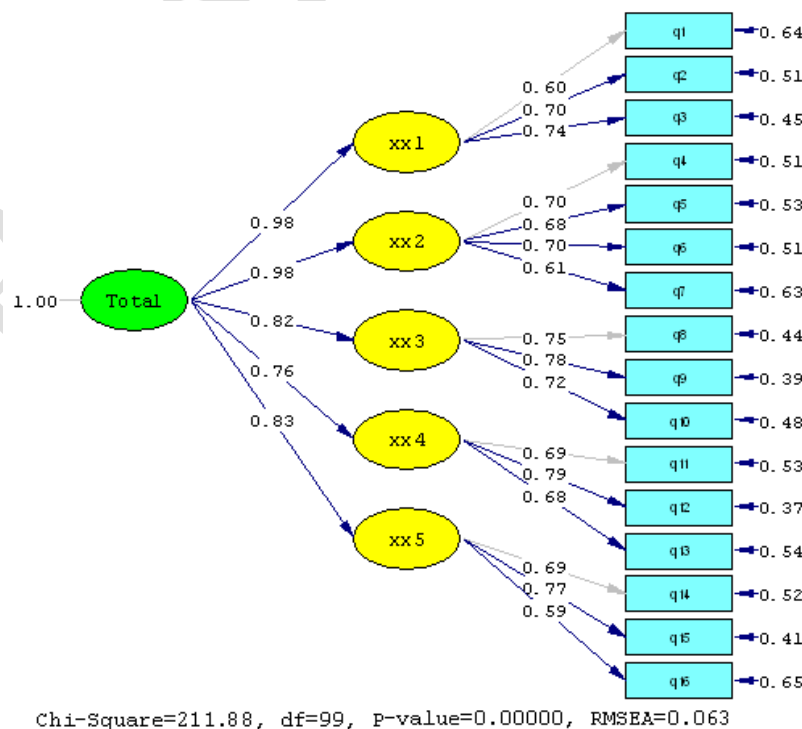 q1 0.64
0.60
q2 0.51
0.70
q3 0.45
0.74
xx1
q4 0.51
0.70
q5 0.53
0.98
0.68
xx2
q6 0.51
0.70
0.98
0.61
q7 0.63
1.00 Total
0.82
q8 0.44
0.75
xx3
0.78
q9 0.39
0.76
0.72
q10 0.48
0.83
xx4
0.69
q11 0.53
0.79
0.68
q12 0.37
xx5
q13 0.54
0.69
0.77
q14 0.52
0.59
q15 0.41
q16 0.65
Chi-Square=211.88, df=99, P-value=0.00000, RMSEA=0.063